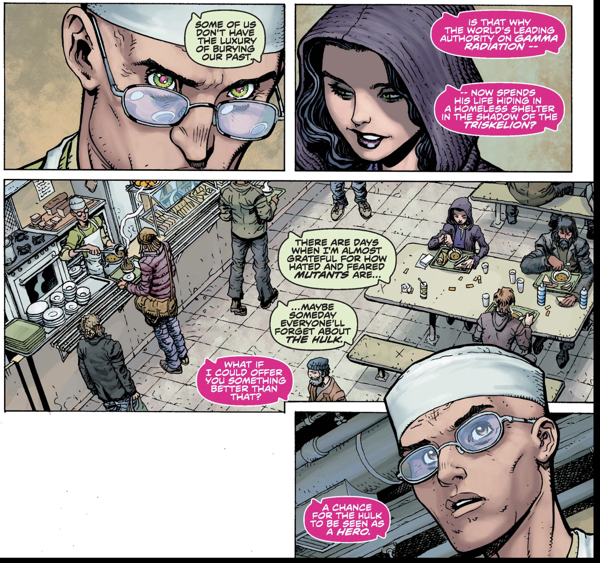 SOME OF US
DON'T HAVE
THE LUXURY
OF BURYING
OUR PAST.
IS THAT WHY
THE WORLD'S LEADING
AUTHORITY ON GAMMA
RADIATION --
-- NOW SPENDS
HIS LIFE HIDING IN
A HOMELESS SHELTER
IN THE SHADOW OF THE
TRISKELION?
THERE ARE DAYS
WHEN I'M ALMOST
GRATEFUL FOR HOW
HATED AND FEARED
MUTANTS ARE...
...MAYBE
SOMEDAY
EVERYONE'LL
FORGET ABOUT
THE HULK.
WHAT IF
I COULD OFFER
YOU SOMETHING
BETTER THAN
THAT?
A CHANCE
FOR THE HULK
TO BE SEEN AS
A HERO.